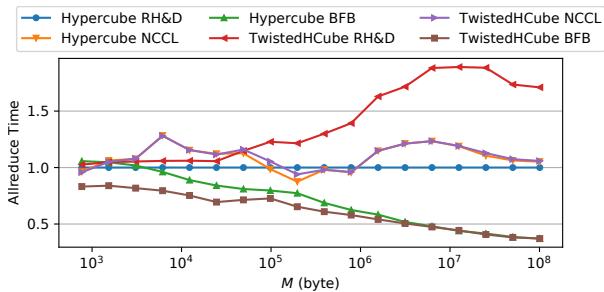 Hypercube RH&D
Hypercube BFB
TwistedHCube NCCL
Hypercube NCCL
TwistedHCube RH&D
TwistedHCube BFB
Allreduce Time
1.5
1.0
0.5
10³
10⁴
10⁵
10⁶
10⁷
10⁸
M (byte)